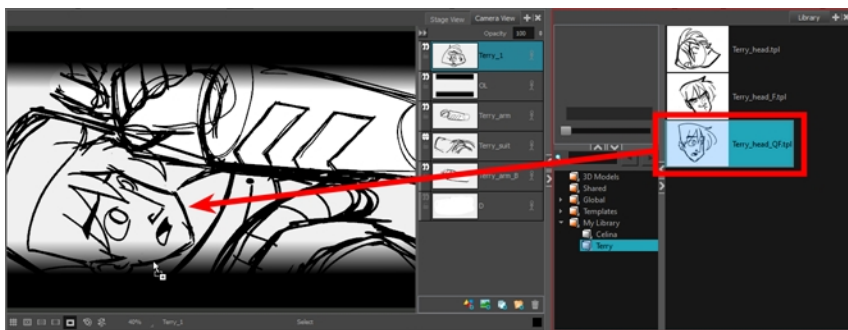 Stage View Camera View
Opacity 100
Terry_1
OL
Terry_arm
Terry_suit
Terry_arm_B
D
40%
Terry_1
Select
Library
Terry_head.tpl
Terry_head_F.tpl
Terry_head_QF.tpl
3D Models
Shared
Global
Templates
My Library
Celina
Terry